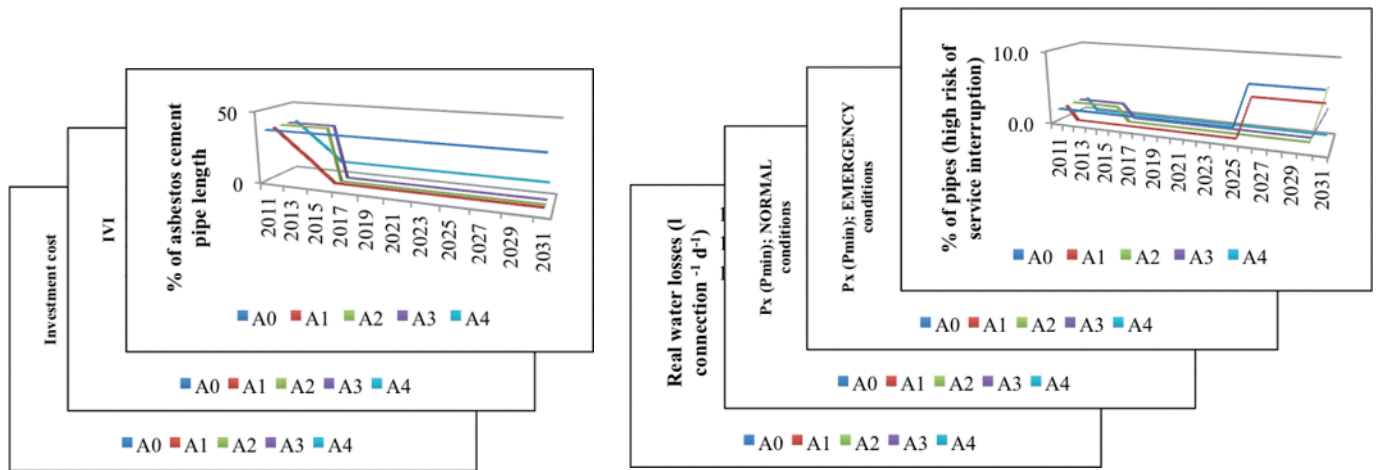 Investment cost
A0 A1 A2 A3 A4
IVI
A0 A1 A2 A3 A4
% of asbestos cement
pipe length
50
0
2011
2013
2015
2017
2019
2021
2023
2025
2027
2029
2031
A0 A1 A2 A3 A4
Real water losses (l
connection ⁻¹ d⁻¹)
A0 A1 A2 A3 A4
Px (Pmin); NORMAL
conditions
A0 A1 A2 A3 A4
Px (Pmin); EMERGENCY
conditions
A0 A1 A2 A3 A4
% of pipes (high risk of
service interruption)
10.0
0.0
2011
2013
2015
2017
2019
2021
2023
2025
2027
2029
2031
A0 A1 A2 A3 A4